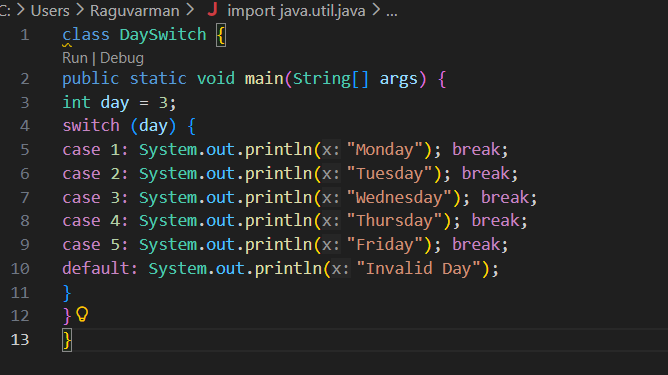 C: > Users > Raguvarman > J import java.util.java > ...
1 class DaySwitch {
Run | Debug
2 public static void main(String[] args) {
3 int day = 3;
4 switch (day) {
5 case 1: System.out.println(x: "Monday"); break;
6 case 2: System.out.println(x: "Tuesday"); break;
7 case 3: System.out.println(x: "Wednesday"); break;
8 case 4: System.out.println(x: "Thursday"); break;
9 case 5: System.out.println(x: "Friday"); break;
10 default: System.out.println(x: "Invalid Day");
11 }
12 }
13 }